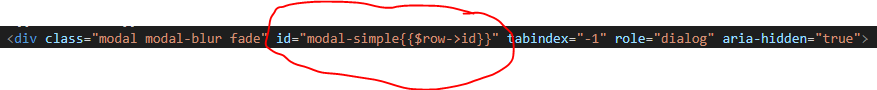 <div class="modal modal-blur fade" id="modal-simple{{$row->id}}" tabindex="-1" role="dialog" aria-hidden="true">